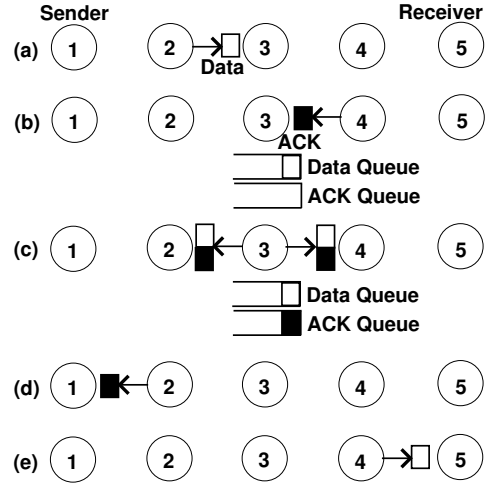 Sender Receiver
(a) 1 2 3 4 5
Data
(b) 1 2 3 4 5
ACK
Data Queue
ACK Queue
(c) 1 2 3 4 5
Data Queue
ACK Queue
(d) 1 2 3 4 5
(e) 1 2 3 4 5